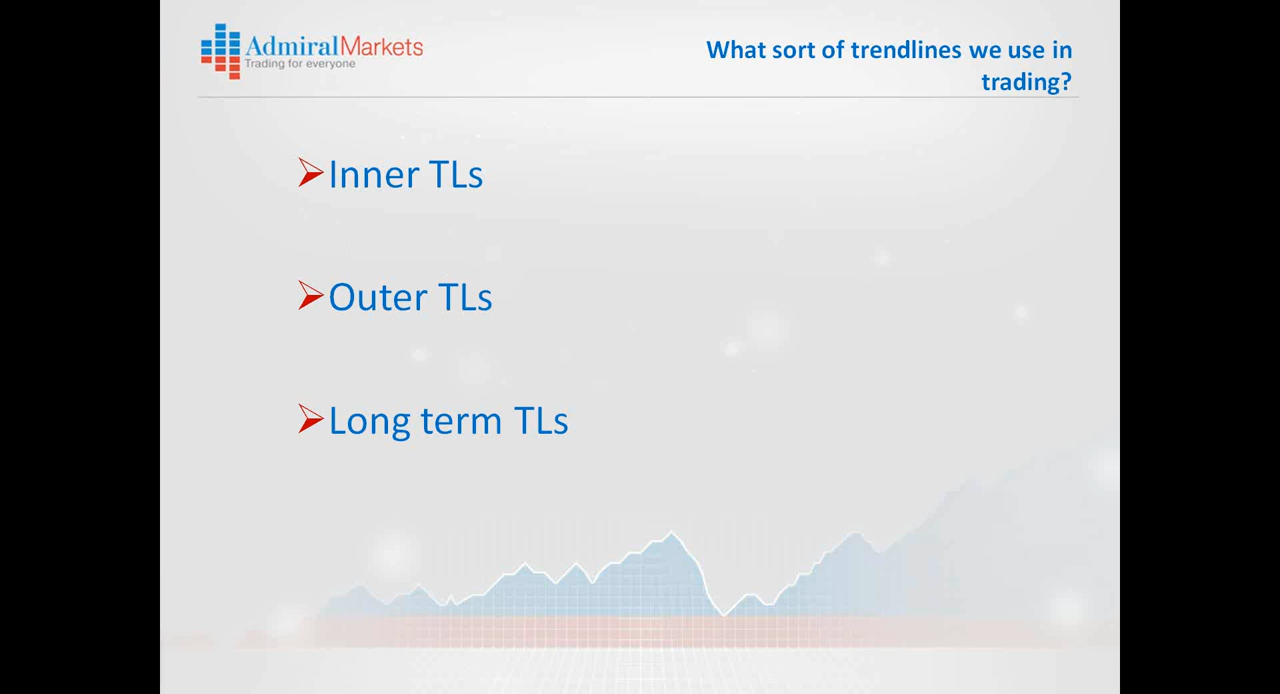 AdmiralMarkets
Trading for everyone
What sort of trendlines we use in
trading?
Inner TLs
Outer TLs
Long term TLs